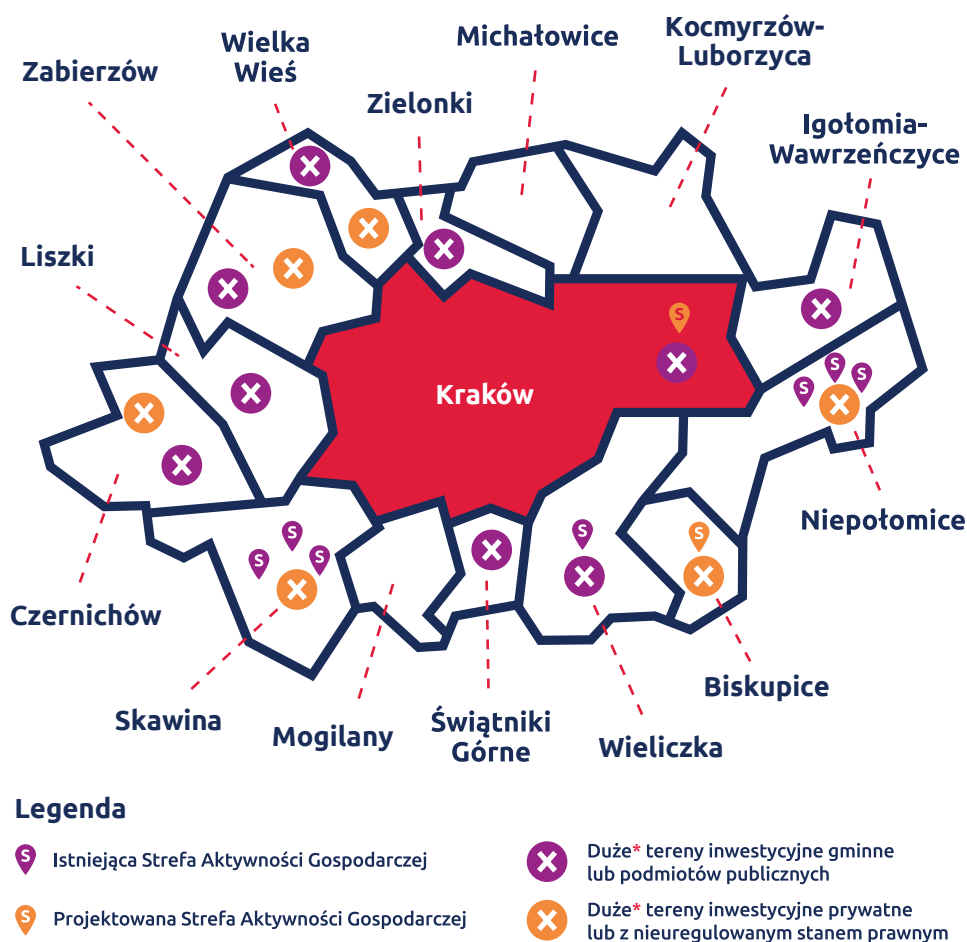 Zabierzów
Wielka
Wieś
Zielonki
Michałowice
Kocmyrzów-
Luborzyca
Igołomia-
Wawrzeńczyce
Liszki
S
Kraków
S
S
S
Niepołomice
S
S
S
S
S
Czernichów
Skawina
Mogilany
Świątniki
Górne
Wieliczka
Biskupice
Legenda
S Istniejąca Strefa Aktywności Gospodarczej
S Projektowana Strefa Aktywności Gospodarczej
Duże* tereny inwestycyjne gminne
lub podmiotów publicznych
Duże* tereny inwestycyjne prywatne
lub z nieuregulowanym stanem prawnym